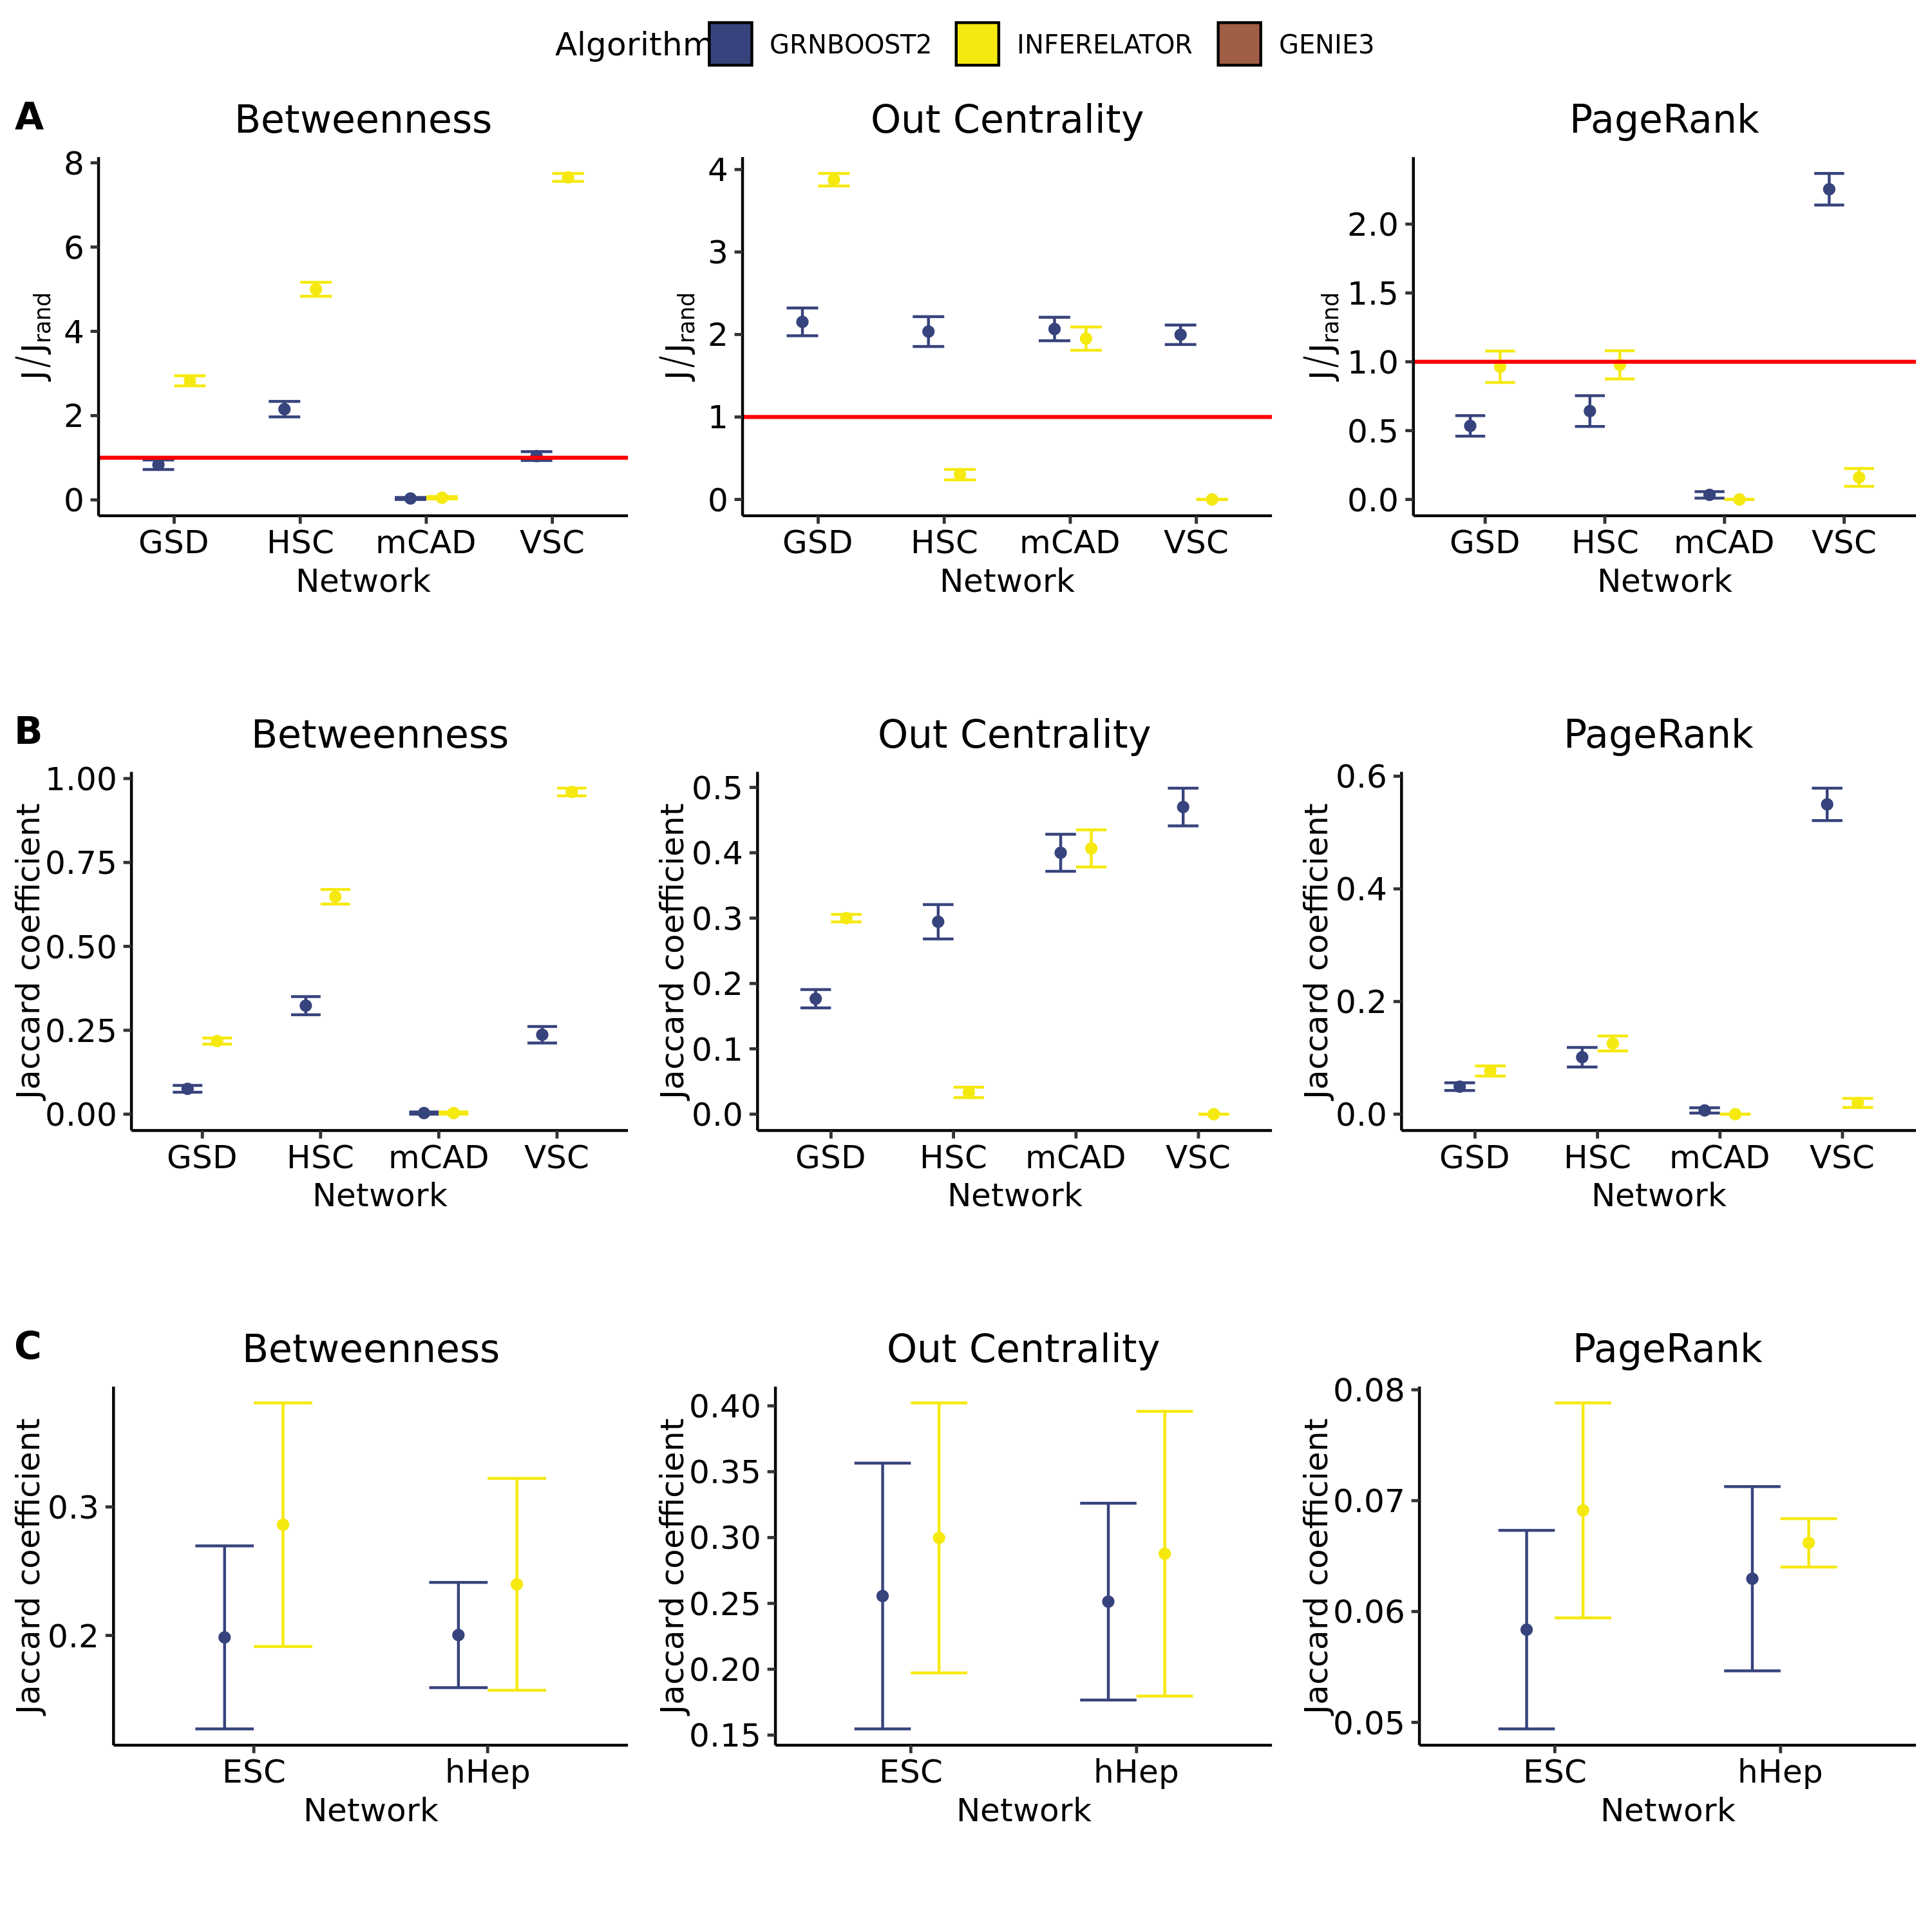 Algorithm GRNBOOST2 INFERELATOR GENIE3
A
Betweenness
8
6
4
2
0
J/Jrand
GSD HSC mCAD VSC
Network
Out Centrality
4
3
2
1
0
J/Jrand
GSD HSC mCAD VSC
Network
PageRank
2.0
1.5
1.0
0.5
0.0
J/Jrand
GSD HSC mCAD VSC
Network
B
Betweenness
1.00
0.75
0.50
0.25
0.00
Jaccard coefficient
GSD HSC mCAD VSC
Network
Out Centrality
0.5
0.4
0.3
0.2
0.1
0.0
Jaccard coefficient
GSD HSC mCAD VSC
Network
PageRank
0.6
0.4
0.2
0.0
Jaccard coefficient
GSD HSC mCAD VSC
Network
C
Betweenness
0.3
0.2
Jaccard coefficient
ESC hHep
Network
Out Centrality
0.40
0.35
0.30
0.25
0.20
0.15
Jaccard coefficient
ESC hHep
Network
PageRank
0.08
0.07
0.06
0.05
Jaccard coefficient
ESC hHep
Network